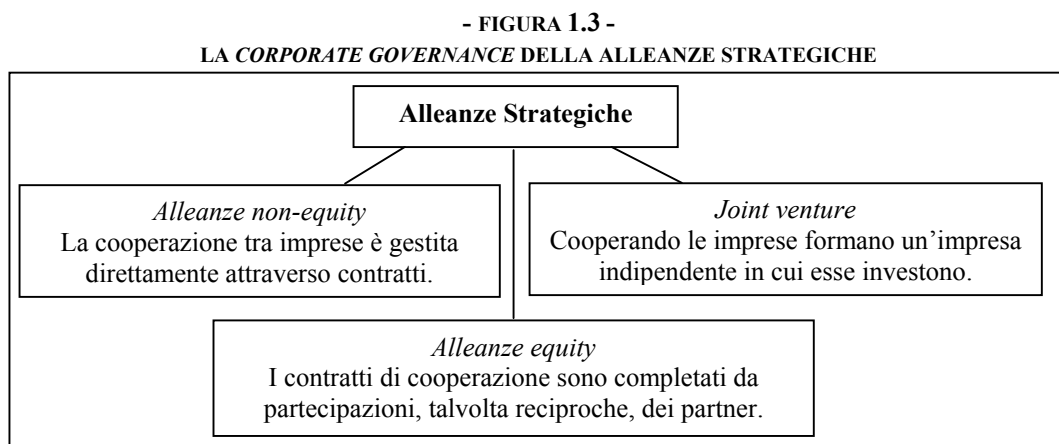 - FIGURA 1.3 -
LA CORPORATE GOVERNANCE DELLA ALLEANZE STRATEGICHE
Alleanze Strategiche
Alleanze non-equity
La cooperazione tra imprese è gestita
direttamente attraverso contratti.
Joint venture
Cooperando le imprese formano un’impresa
indipendente in cui esse investono.
Alleanze equity
I contratti di cooperazione sono completati da
partecipazioni, talvolta reciproche, dei partner.